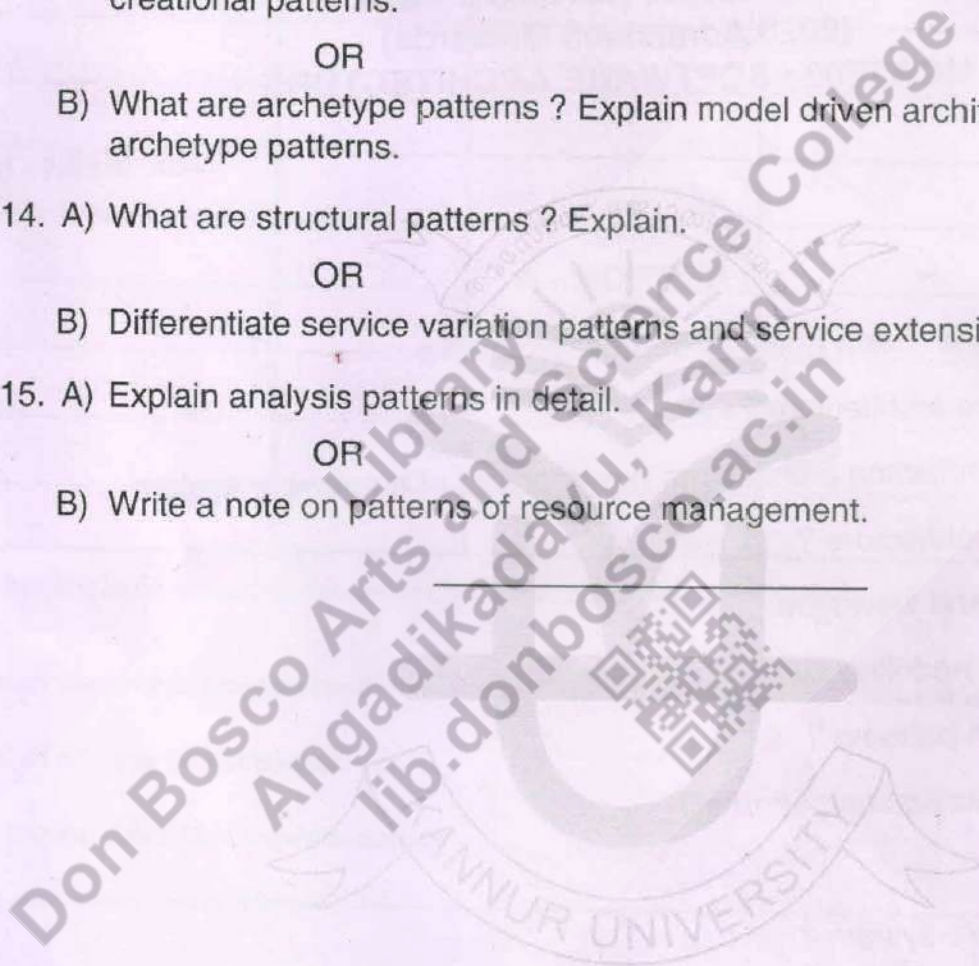 creational patterns.
OR
B) What are archetype patterns ? Explain model driven archi
archetype patterns.
14. A) What are structural patterns ? Explain.
OR
B) Differentiate service variation patterns and service extensi
15. A) Explain analysis patterns in detail.
OR
B) Write a note on patterns of resource management.
Don Bosco Arts and Science College
Library
Angadikadavu, Kannur
lib.donbosco.ac.in
ANNUR UNIVERSITY